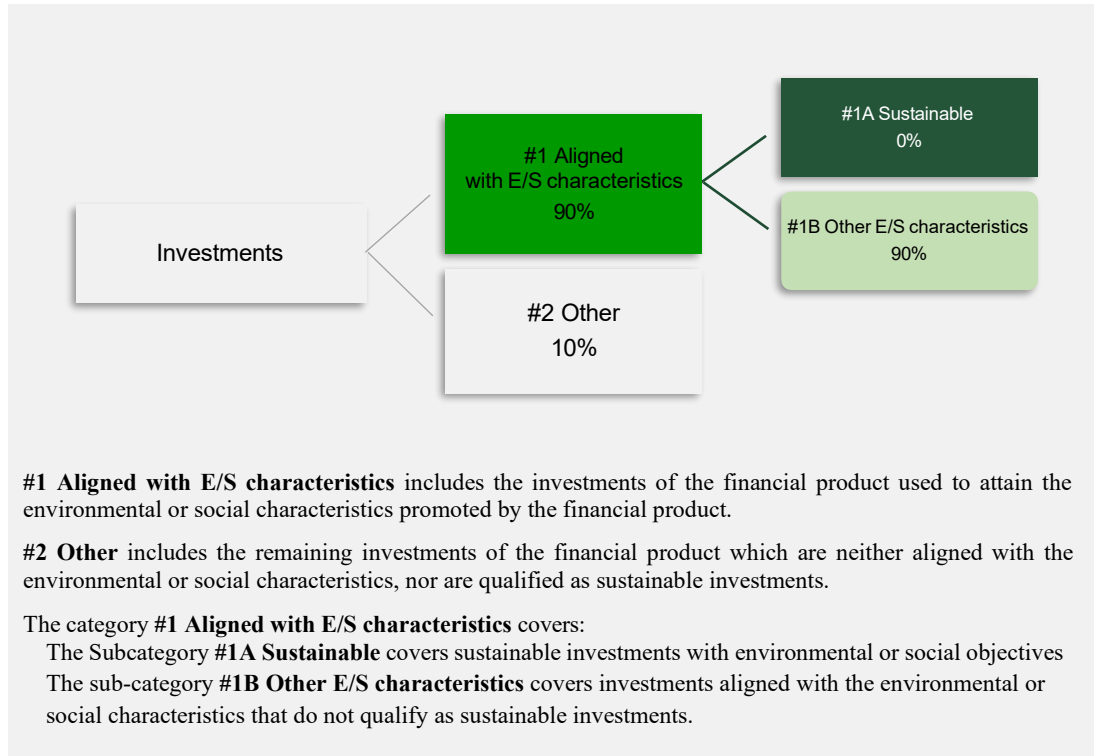 #1A Sustainable
0%
#1 Aligned
with E/S characteristics
90%
#1B Other E/S characteristics
90%
Investments
#2 Other
10%
#1 Aligned with E/S characteristics includes the investments of the financial product used to attain the
environmental or social characteristics promoted by the financial product.
#2 Other includes the remaining investments of the financial product which are neither aligned with the
environmental or social characteristics, nor are qualified as sustainable investments.
The category #1 Aligned with E/S characteristics covers:
The Subcategory #1A Sustainable covers sustainable investments with environmental or social objectives
The sub-category #1B Other E/S characteristics covers investments aligned with the environmental or
social characteristics that do not qualify as sustainable investments.